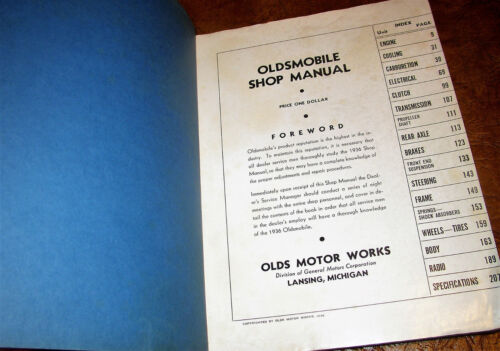 OLDSMOBILE
SHOP MANUAL
PRICE ONE DOLLAR
FOREWORD
Oldsmobile's product reputation is the highest in the in-
dustry. To maintain this reputation, it is necessary that
all dealer service men thoroughly study the 1936 Shop
Manual, so that they may have a complete knowledge of
the proper adjustments and repair procedures.
Immediately upon receipt of this Shop Manual the Deal-
er's Service Manager should conduct a series of night
meetings with the entire shop personnel, and cover in de-
tail the contents of the book in order that all service men
in the dealer's employ will have a thorough knowledge
of the 1936 Oldsmobile.
OLDS MOTOR WORKS
Division of General Motors Corporation
LANSING, MICHIGAN
COPYRIGHTED BY OLDS MOTOR WORKS, 1936
INDEX
Unit PAGE
ENGINE 9
COOLING 31
CARBURETION 39
ELECTRICAL 69
CLUTCH 99
TRANSMISSION 107
PROPELLER
SHAFT 111
REAR AXLE 113
BRAKES 123
FRONT END
SUSPENSION 133
STEERING 143
FRAME 149
SPRINGS—
SHOCK ABSORBERS 153
WHEELS—TIRES 159
BODY 163
RADIO 189
SPECIFICATIONS 207